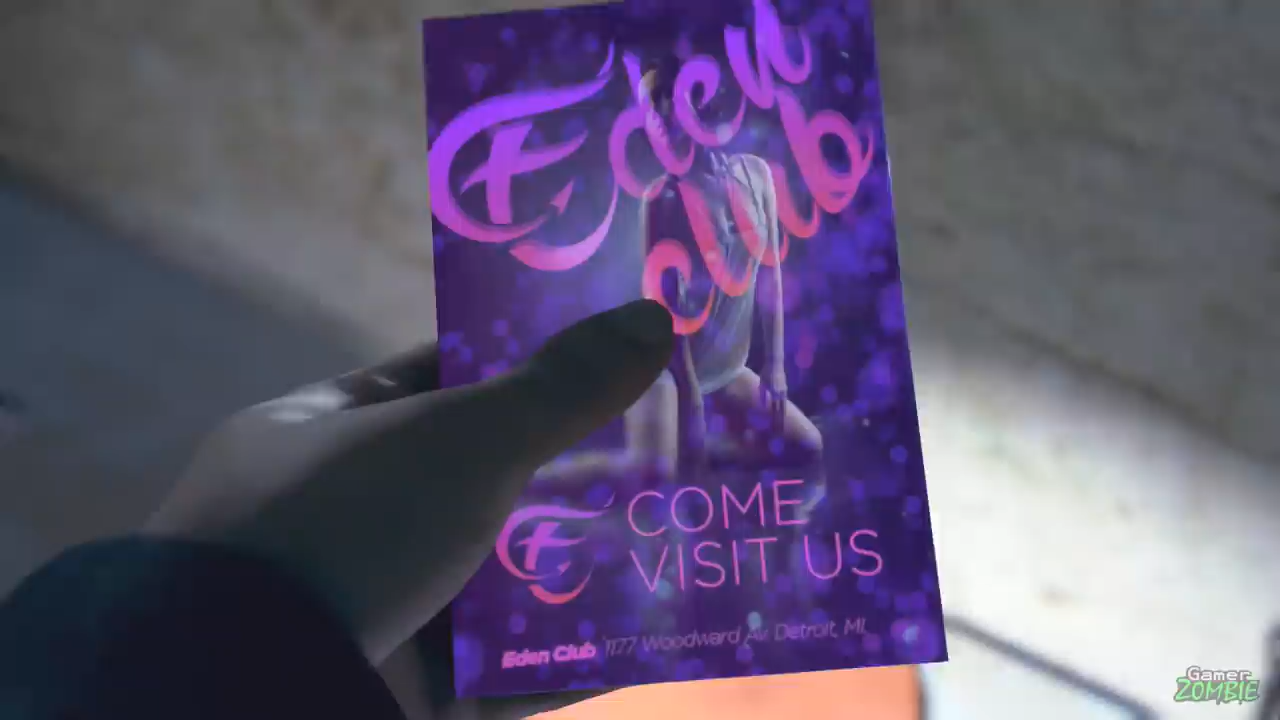 Eden
club
COME
VISIT US
Eden Club 1177 Woodward Av. Detroit, MI
Gamer
ZOMBIE